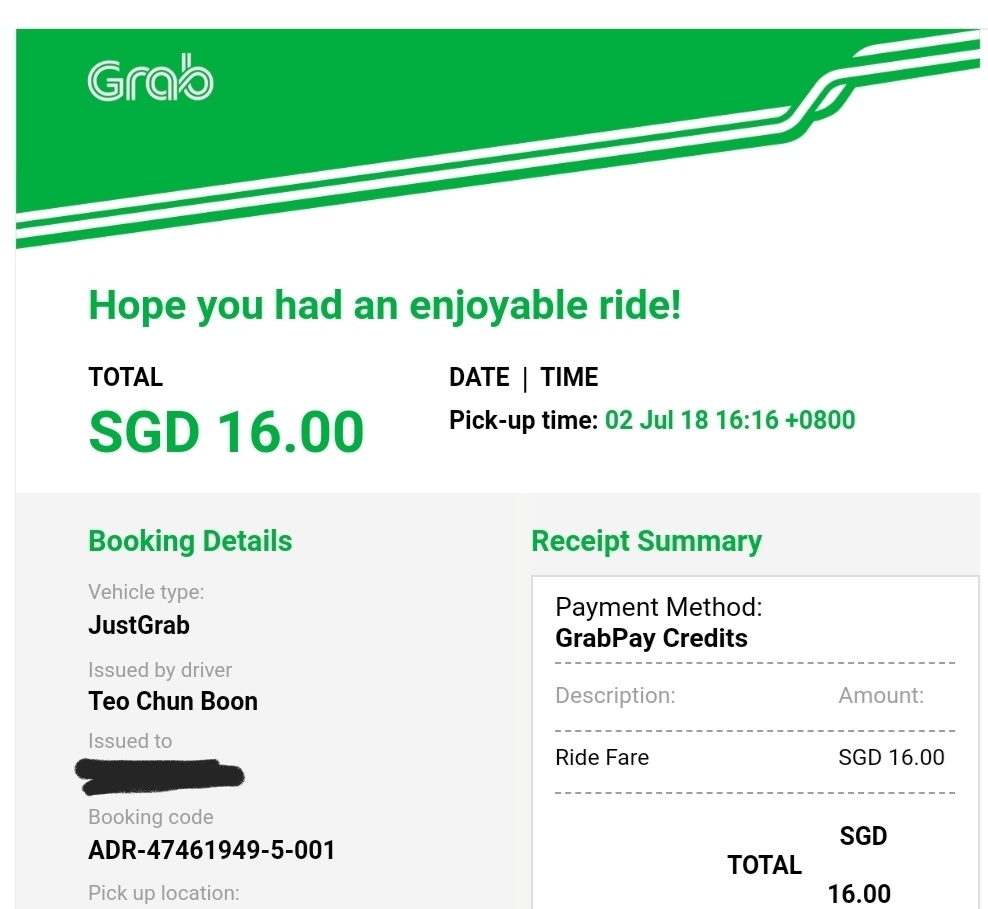 Grab
Hope you had an enjoyable ride!
TOTAL
SGD 16.00
DATE | TIME
Pick-up time: 02 Jul 18 16:16 +0800
Booking Details
Vehicle type:
JustGrab
Issued by driver
Teo Chun Boon
Issued to
Booking code
ADR-47461949-5-001
Pick up location:
Receipt Summary
Payment Method:
GrabPay Credits
Description: Amount:
Ride Fare SGD 16.00
TOTAL SGD 16.00